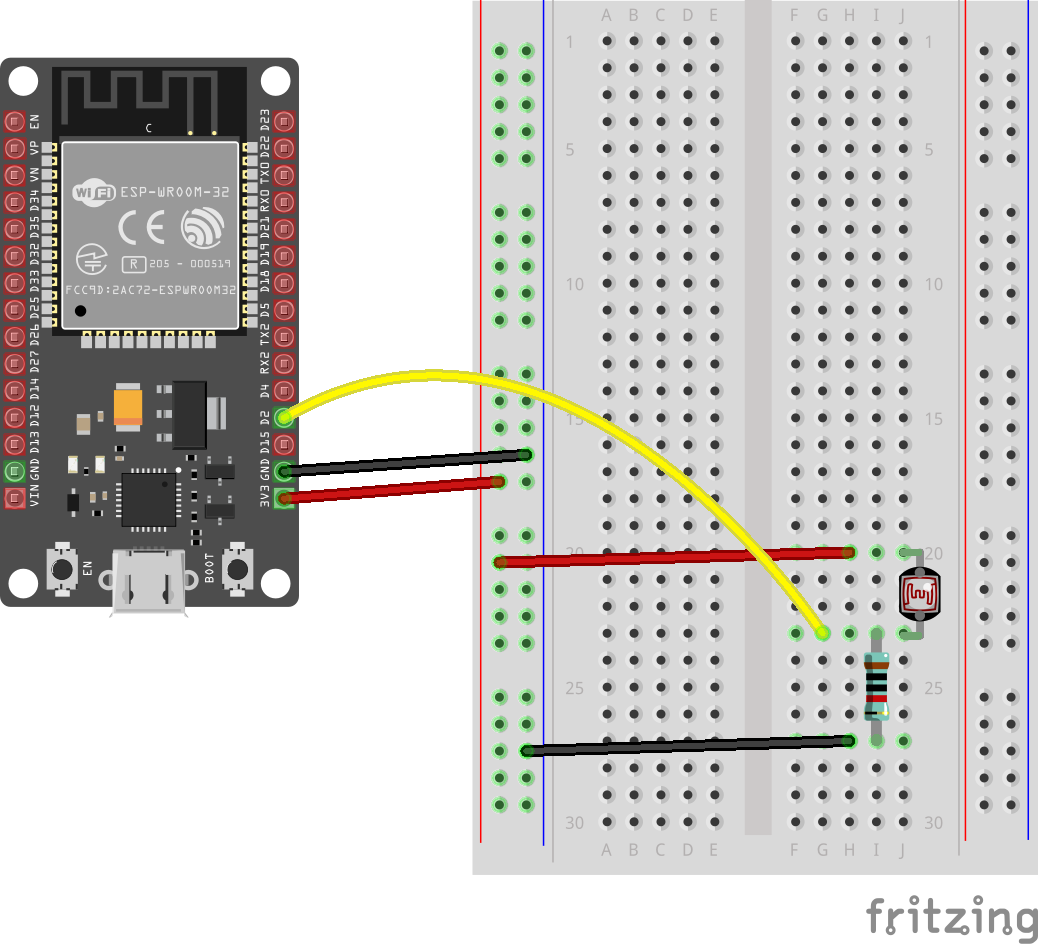 EN
VP
VN
D34
D35
D32
D33
D25
D26
D27
D14
D12
D13
GND
VIN
D23
D22
TX0
RX0
D21
D19
D18
D5
TX2
RX2
D4
D2
D15
GND
3V3
C
WiFi
ESP-WROOM-32
CE
R 205 - 000519
FCC9D:2AC72-ESPWROOM32
EN
BOOT
A B C D E F G H I J
1 1
5 5
10 10
15 15
20 20
25 25
30 30
A B C D E F G H I J
fritzing